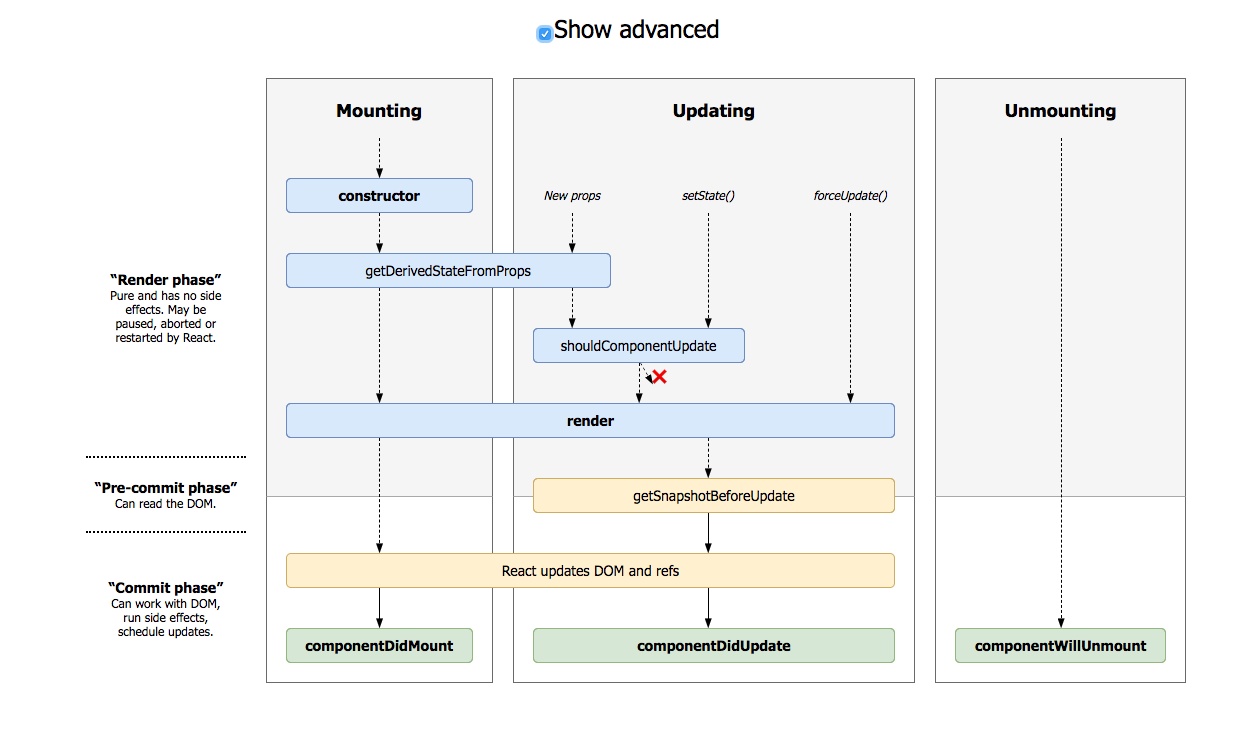 Show advanced
Mounting
Updating
Unmounting
constructor
New props
setState()
forceUpdate()
getDerivedStateFromProps
“Render phase”
Pure and has no side
effects. May be
paused, aborted or
restarted by React.
shouldComponentUpdate
render
“Pre-commit phase”
Can read the DOM.
getSnapshotBeforeUpdate
React updates DOM and refs
“Commit phase”
Can work with DOM,
run side effects,
schedule updates.
componentDidMount
componentDidUpdate
componentWillUnmount